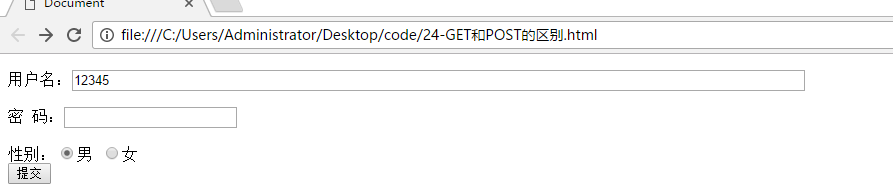 Document
file:///C:/Users/Administrator/Desktop/code/24-GET和POST的区别.html
用户名：12345
密 码：
性别： 男 女
提交